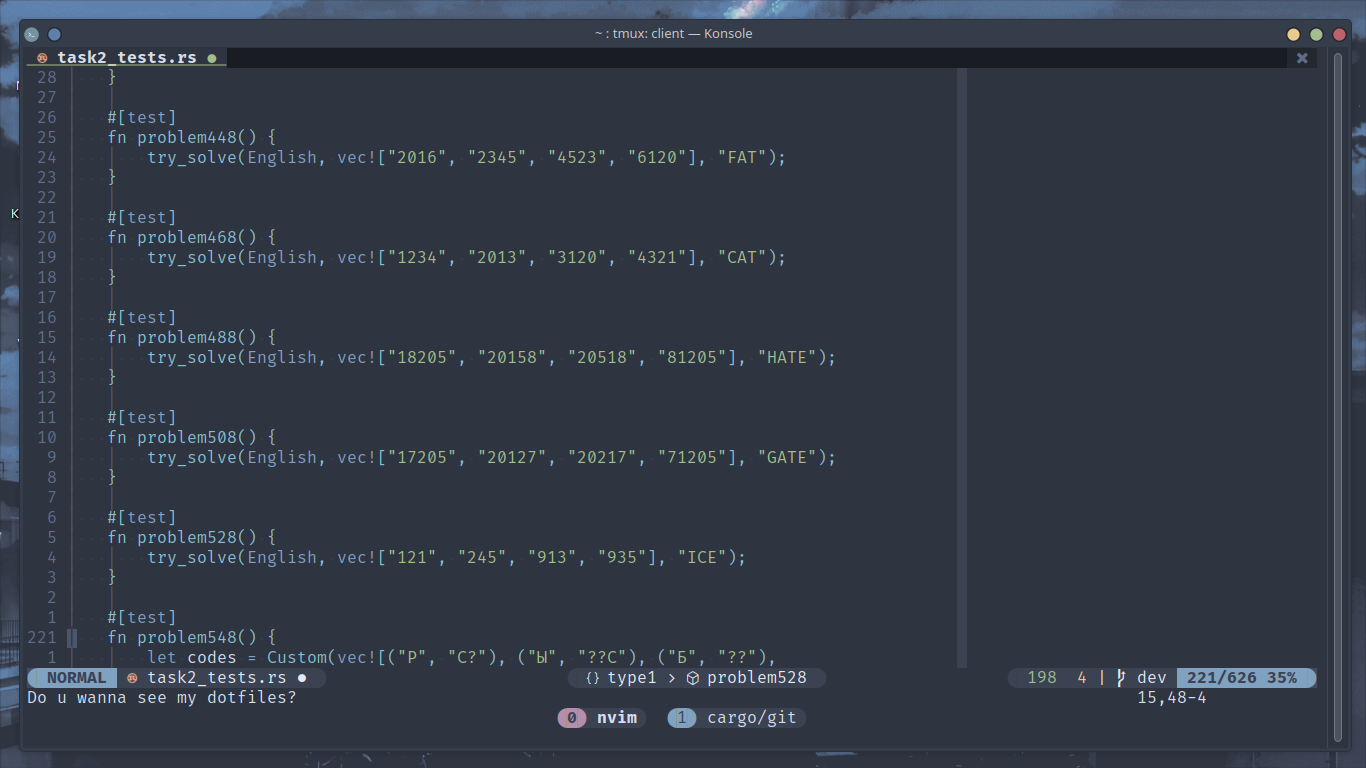 ~ : tmux: client — Konsole
task2_tests.rs
28 }
27
26 #[test]
25 fn problem448() {
24 try_solve(English, vec!["2016", "2345", "4523", "6120"], "FAT");
23 }
22
21 #[test]
20 fn problem468() {
19 try_solve(English, vec!["1234", "2013", "3120", "4321"], "CAT");
18 }
17
16 #[test]
15 fn problem488() {
14 try_solve(English, vec!["18205", "20158", "20518", "81205"], "HATE");
13 }
12
11 #[test]
10 fn problem508() {
9 try_solve(English, vec!["17205", "20127", "20217", "71205"], "GATE");
8 }
7
6 #[test]
5 fn problem528() {
4 try_solve(English, vec!["121", "245", "913", "935"], "ICE");
3 }
2
1 #[test]
221 fn problem548() {
1 let codes = Custom(vec![("Р", "С?"), ("Ы", "??С"), ("Б", "??"),
NORMAL task2_tests.rs ● {} type1 > problem528 198 4 | dev 221/626 35%
Do u wanna see my dotfiles? 15,48-4
0 nvim 1 cargo/git
K